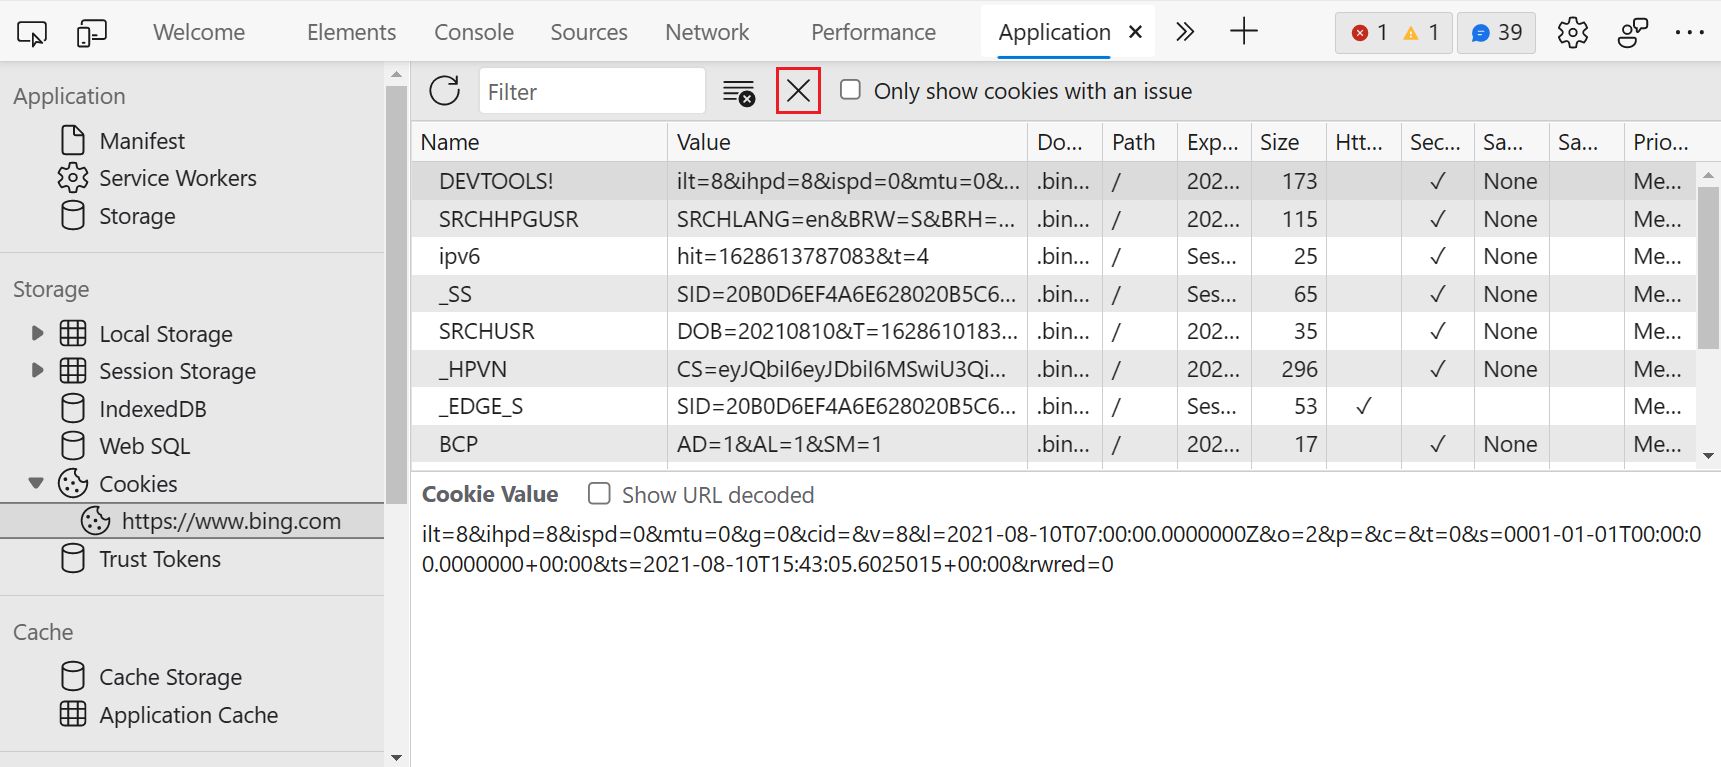 Welcome Elements Console Sources Network Performance Application 1 1 39
Application
Manifest
Service Workers
Storage
Storage
Local Storage
Session Storage
IndexedDB
Web SQL
Cookies
https://www.bing.com
Trust Tokens
Cache
Cache Storage
Application Cache
Filter Only show cookies with an issue
Name Value Do... Path Exp... Size Htt... Sec... Sa... Sa... Prio...
DEVTOOLS! ilt=8&ihpd=8&ispd=0&mtu=0&... .bin... / 202... 173 ✓ None Me...
SRCHHPGUSR SRCHLANG=en&BRW=S&BRH=... .bin... / 202... 115 ✓ None Me...
ipv6 hit=1628613787083&t=4 .bin... / Ses... 25 ✓ None Me...
_SS SID=20B0D6EF4A6E628020B5C6... .bin... / Ses... 65 ✓ None Me...
SRCHUSR DOB=20210810&T=1628610183... .bin... / 202... 35 ✓ None Me...
_HPVN CS=eyJQbiI6eyJDbiI6MSwiU3Qi... .bin... / 202... 296 ✓ None Me...
_EDGE_S SID=20B0D6EF4A6E628020B5C6... .bin... / Ses... 53 ✓ Me...
BCP AD=1&AL=1&SM=1 .bin... / 202... 17 ✓ None Me...
Cookie Value Show URL decoded
ilt=8&ihpd=8&ispd=0&mtu=0&g=0&cid=&v=8&l=2021-08-10T07:00:00.0000000Z&o=2&p=&c=&t=0&s=0001-01-01T00:00:0
0.0000000+00:00&ts=2021-08-10T15:43:05.6025015+00:00&rwred=0